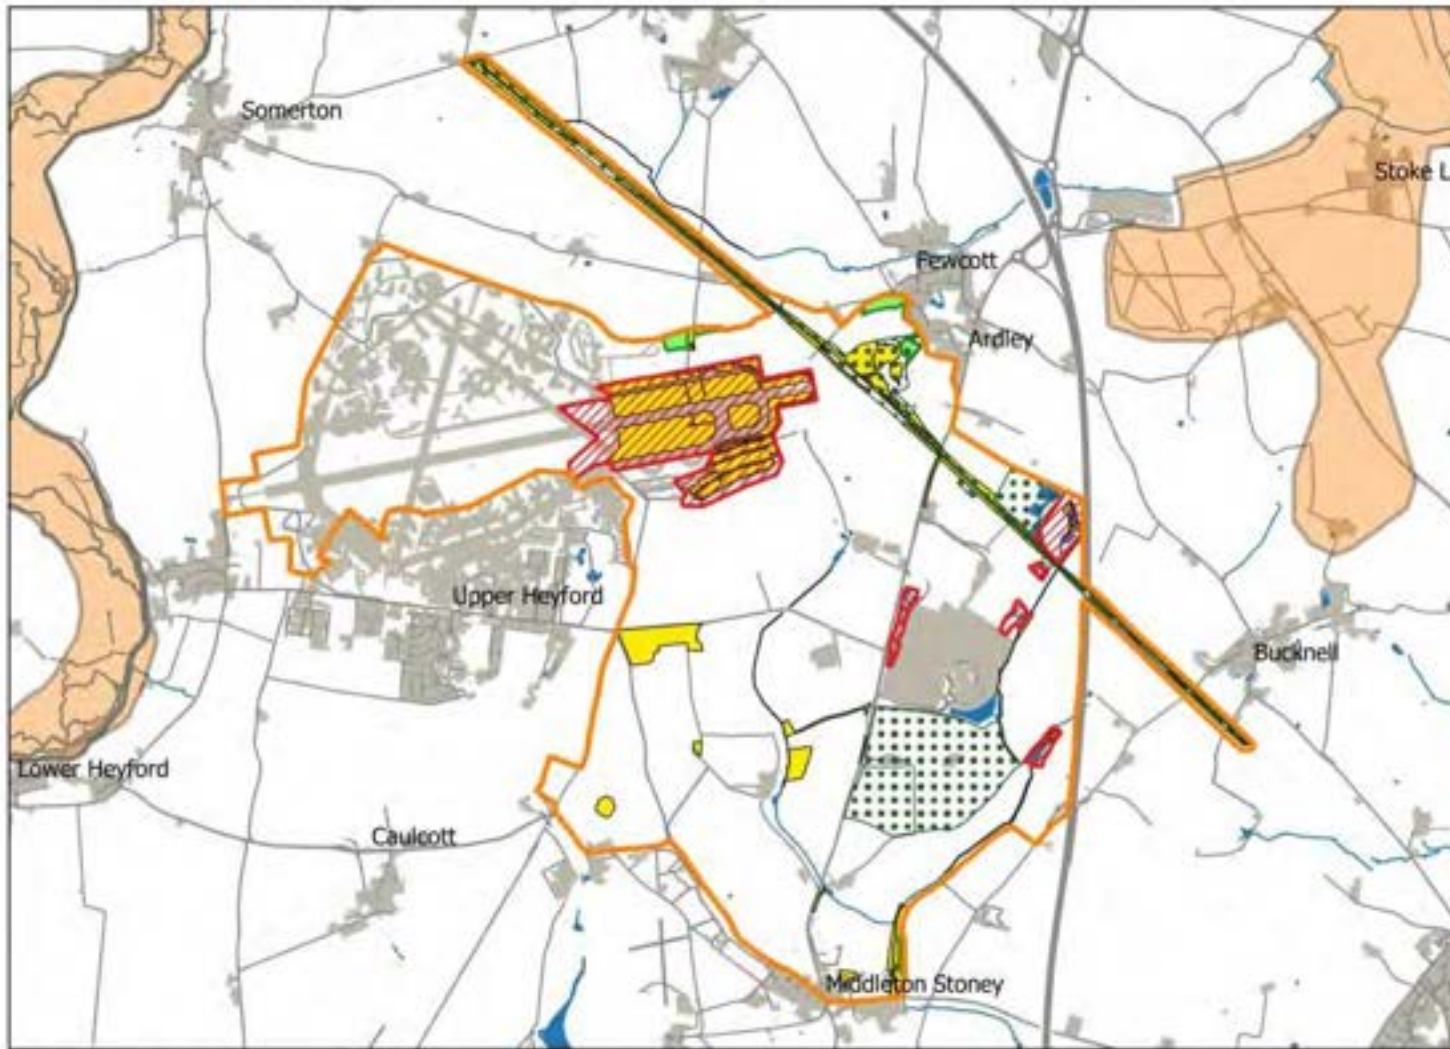 Somerton
Stoke L
Fewcott
Ardley
Upper Heyford
Bucknell
Lower Heyford
Caulcott
Middleton Stoney